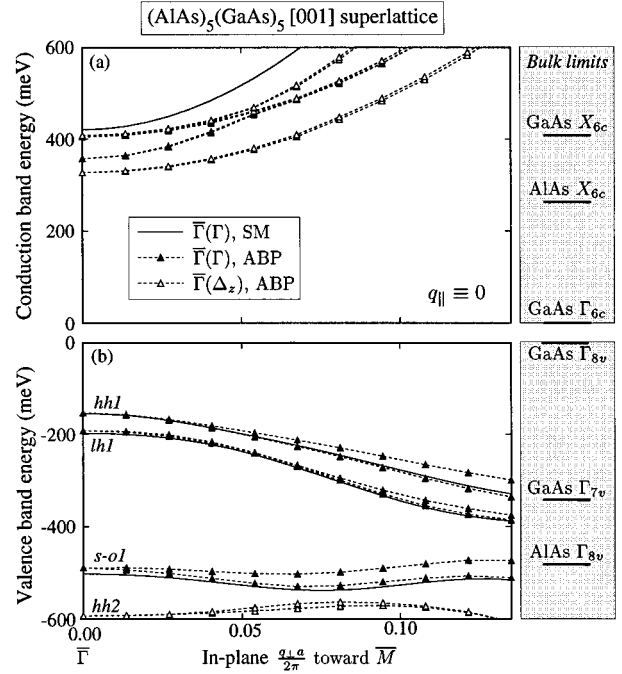 (AlAs)₅(GaAs)₅ [001] superlattice
(a)
Conduction band energy (meV)
600
400
200
0
Γ̅(Γ), SM
Γ̅(Γ), ABP
Γ̅(Δz), ABP
q∥ ≡ 0
Bulk limits
GaAs X6c
AlAs X6c
GaAs Γ6c
(b)
Valence band energy (meV)
0
-200
-400
-600
hh1
lh1
s-o1
hh2
GaAs Γ̅8v
GaAs Γ7v
AlAs Γ8v
0.00
0.05
0.10
Γ̅
In-plane q⊥a/2π toward M̅